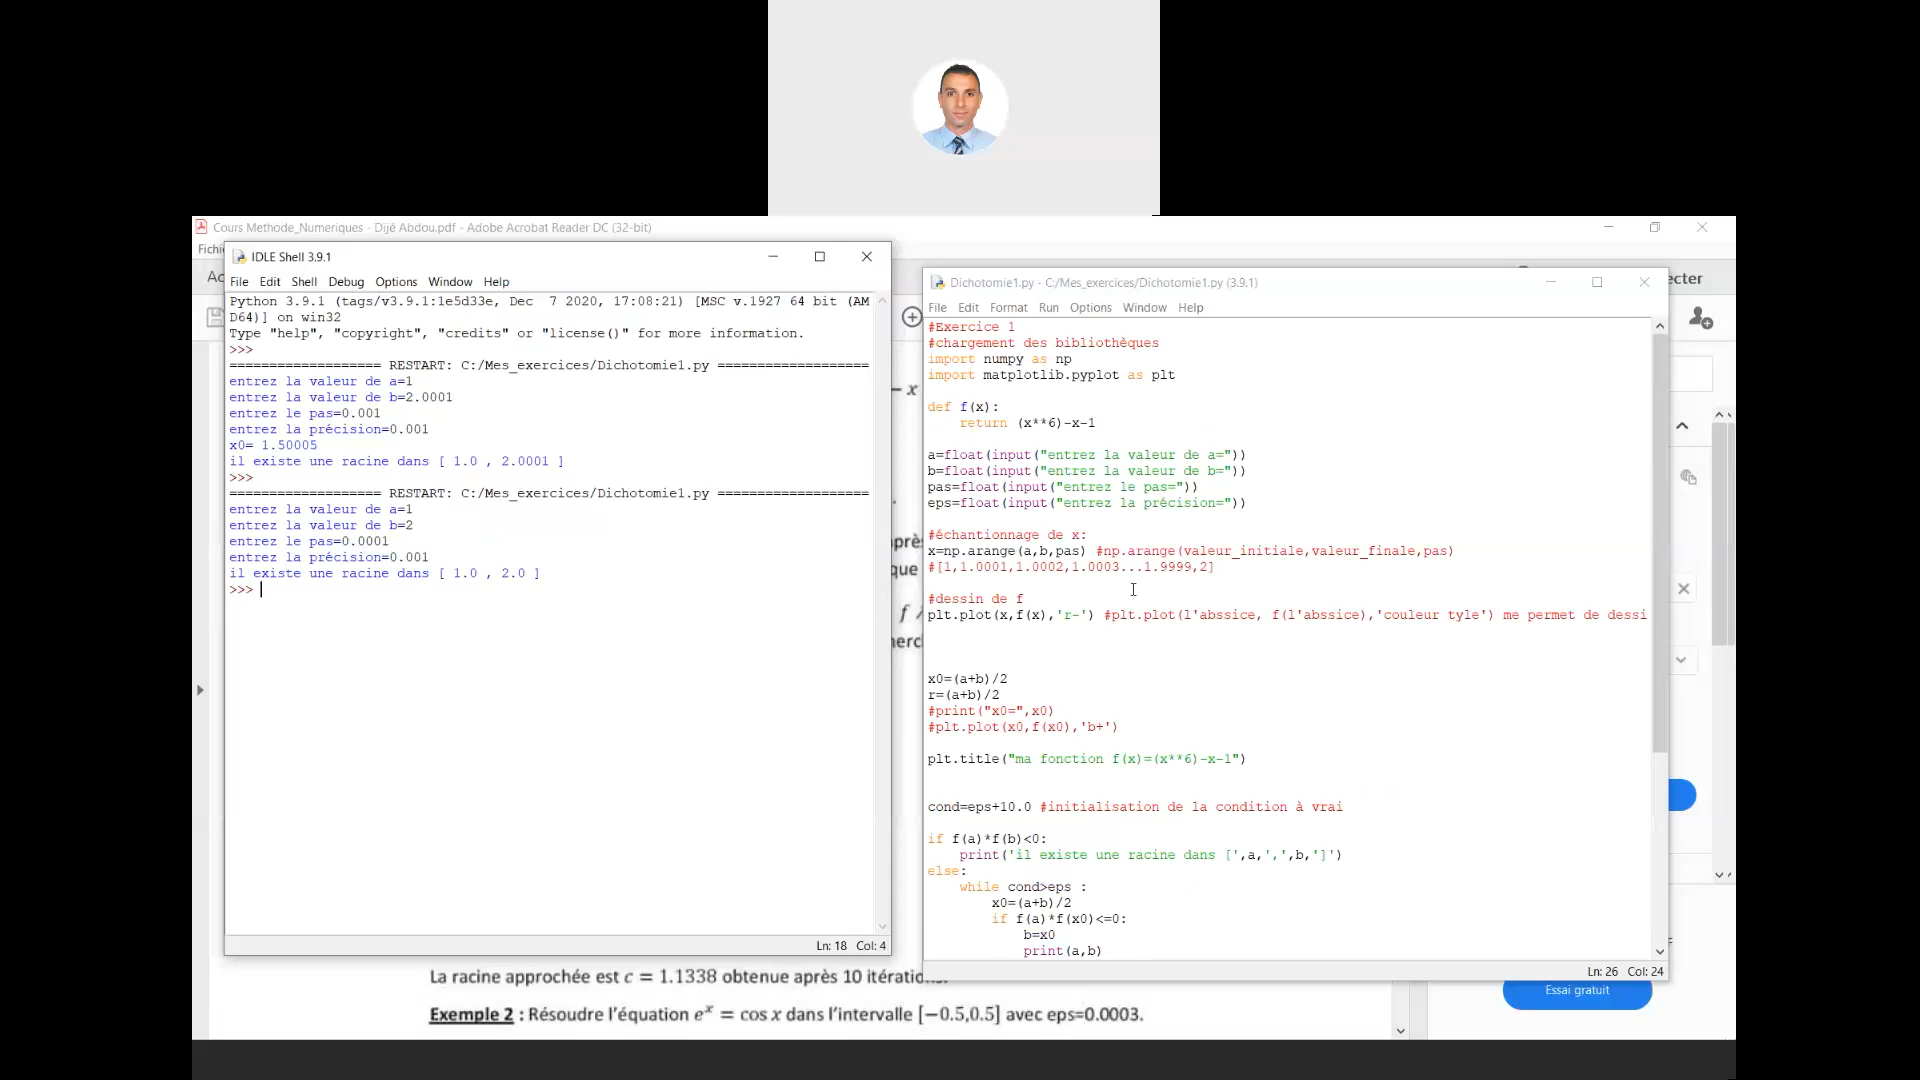 Cours Methode_Numeriques - Dijé Abdou.pdf - Adobe Acrobat Reader DC (32-bit)
Fichi
Ac
IDLE Shell 3.9.1
File Edit Shell Debug Options Window Help
Python 3.9.1 (tags/v3.9.1:1e5d33e, Dec  7 2020, 17:08:21) [MSC v.1927 64 bit (AM
D64)] on win32
Type "help", "copyright", "credits" or "license()" for more information.
>>>
=================== RESTART: C:/Mes_exercices/Dichotomie1.py ===================
entrez la valeur de a=1
entrez la valeur de b=2.0001
entrez le pas=0.001
entrez la précision=0.001
x0= 1.50005
il existe une racine dans [ 1.0 , 2.0001 ]
>>>
=================== RESTART: C:/Mes_exercices/Dichotomie1.py ===================
entrez la valeur de a=1
entrez la valeur de b=2
entrez le pas=0.0001
entrez la précision=0.001
il existe une racine dans [ 1.0 , 2.0 ]
>>>
Ln: 18 Col: 4
− x
près
que
f
herc
Dichotomie1.py - C:/Mes_exercices/Dichotomie1.py (3.9.1)
File Edit Format Run Options Window Help
#Exercice 1
#chargement des bibliothèques
import numpy as np
import matplotlib.pyplot as plt
def f(x):
    return (x**6)-x-1
a=float(input("entrez la valeur de a="))
b=float(input("entrez la valeur de b="))
pas=float(input("entrez le pas="))
eps=float(input("entrez la précision="))
#échantionnage de x:
x=np.arange(a,b,pas) #np.arange(valeur_initiale,valeur_finale,pas)
#[1,1.0001,1.0002,1.0003...1.9999,2]
#dessin de f
plt.plot(x,f(x),'r-') #plt.plot(l'abssice, f(l'abssice),'couleur tyle') me permet de dessi
x0=(a+b)/2
r=(a+b)/2
#print("x0=",x0)
#plt.plot(x0,f(x0),'b+')
plt.title("ma fonction f(x)=(x**6)-x-1")
cond=eps+10.0 #initialisation de la condition à vrai
if f(a)*f(b)<0:
    print('il existe une racine dans [',a,',',b,']')
else:
    while cond>eps :
        x0=(a+b)/2
        if f(a)*f(x0)<=0:
            b=x0
            print(a,b)
Ln: 26 Col: 24
ecter
La racine approchée est c = 1.1338 obtenue après 10 itération
Exemple 2 : Résoudre l'équation eˣ = cos x dans l'intervalle [−0.5,0.5] avec eps=0.0003.
Essai gratuit